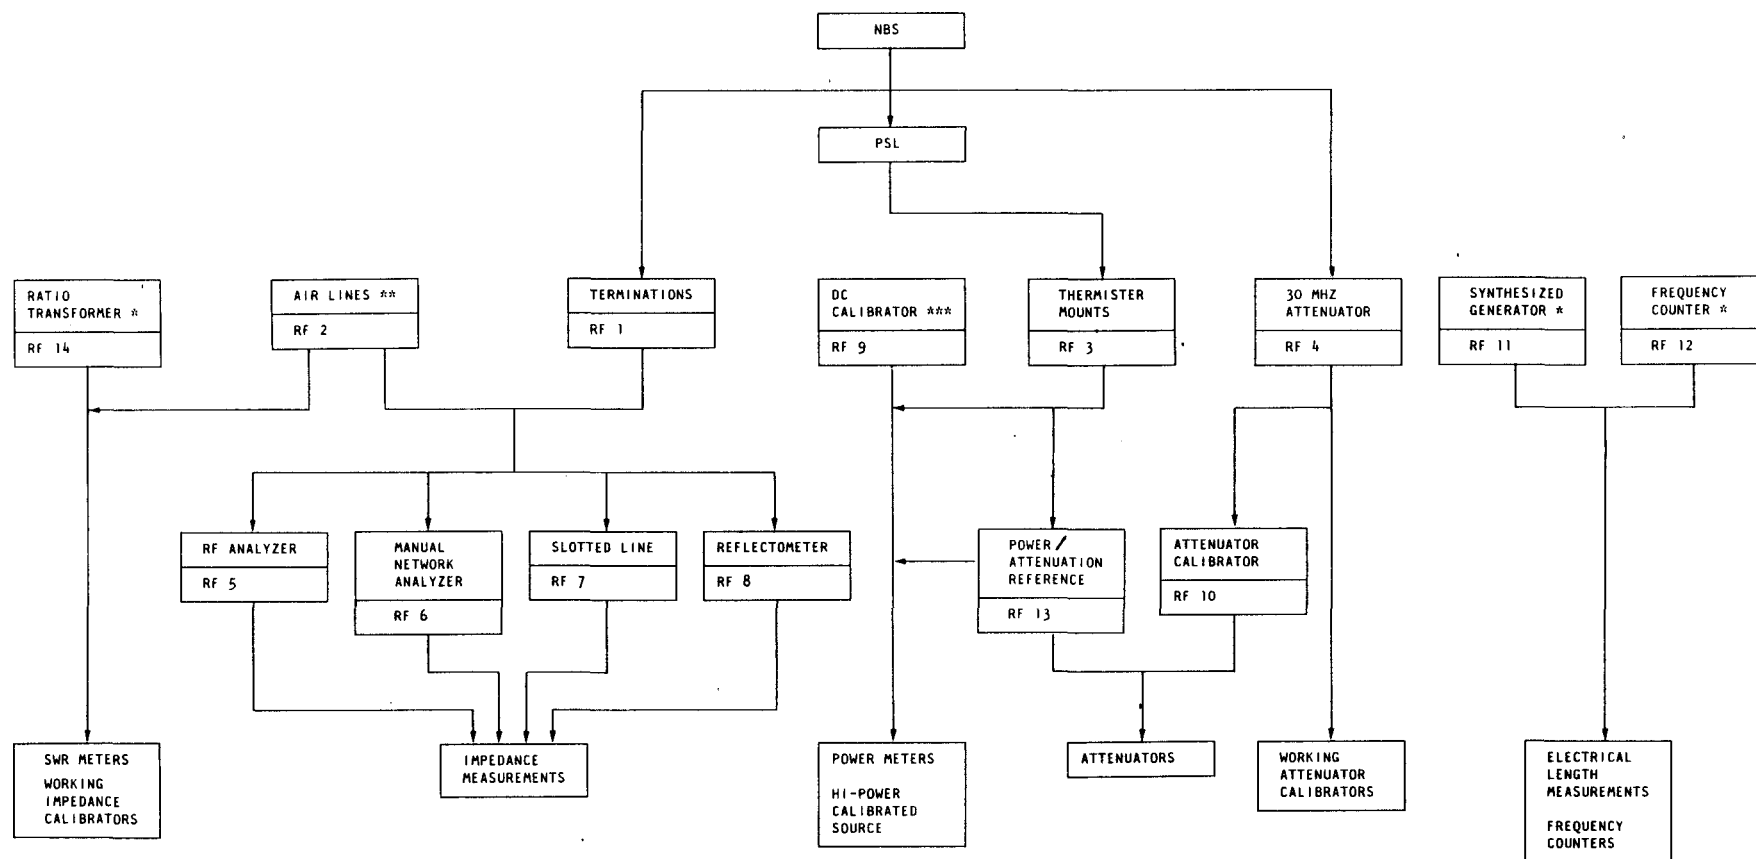 NBS
PSL
RATIO
TRANSFORMER *
RF 14
AIR LINES **
RF 2
TERMINATIONS
RF 1
DC
CALIBRATOR ***
RF 9
THERMISTER
MOUNTS
RF 3
30 MHZ
ATTENUATOR
RF 4
SYNTHESIZED
GENERATOR *
RF 11
FREQUENCY
COUNTER *
RF 12
RF ANALYZER
RF 5
MANUAL
NETWORK
ANALYZER
RF 6
SLOTTED LINE
RF 7
REFLECTOMETER
RF 8
POWER/
ATTENUATION
REFERENCE
RF 13
ATTENUATOR
CALIBRATOR
RF 10
SWR METERS
WORKING
IMPEDANCE
CALIBRATORS
IMPEDANCE
MEASUREMENTS
POWER METERS
HI-POWER
CALIBRATED
SOURCE
ATTENUATORS
WORKING
ATTENUATOR
CALIBRATORS
ELECTRICAL
LENGTH
MEASUREMENTS
FREQUENCY
COUNTERS